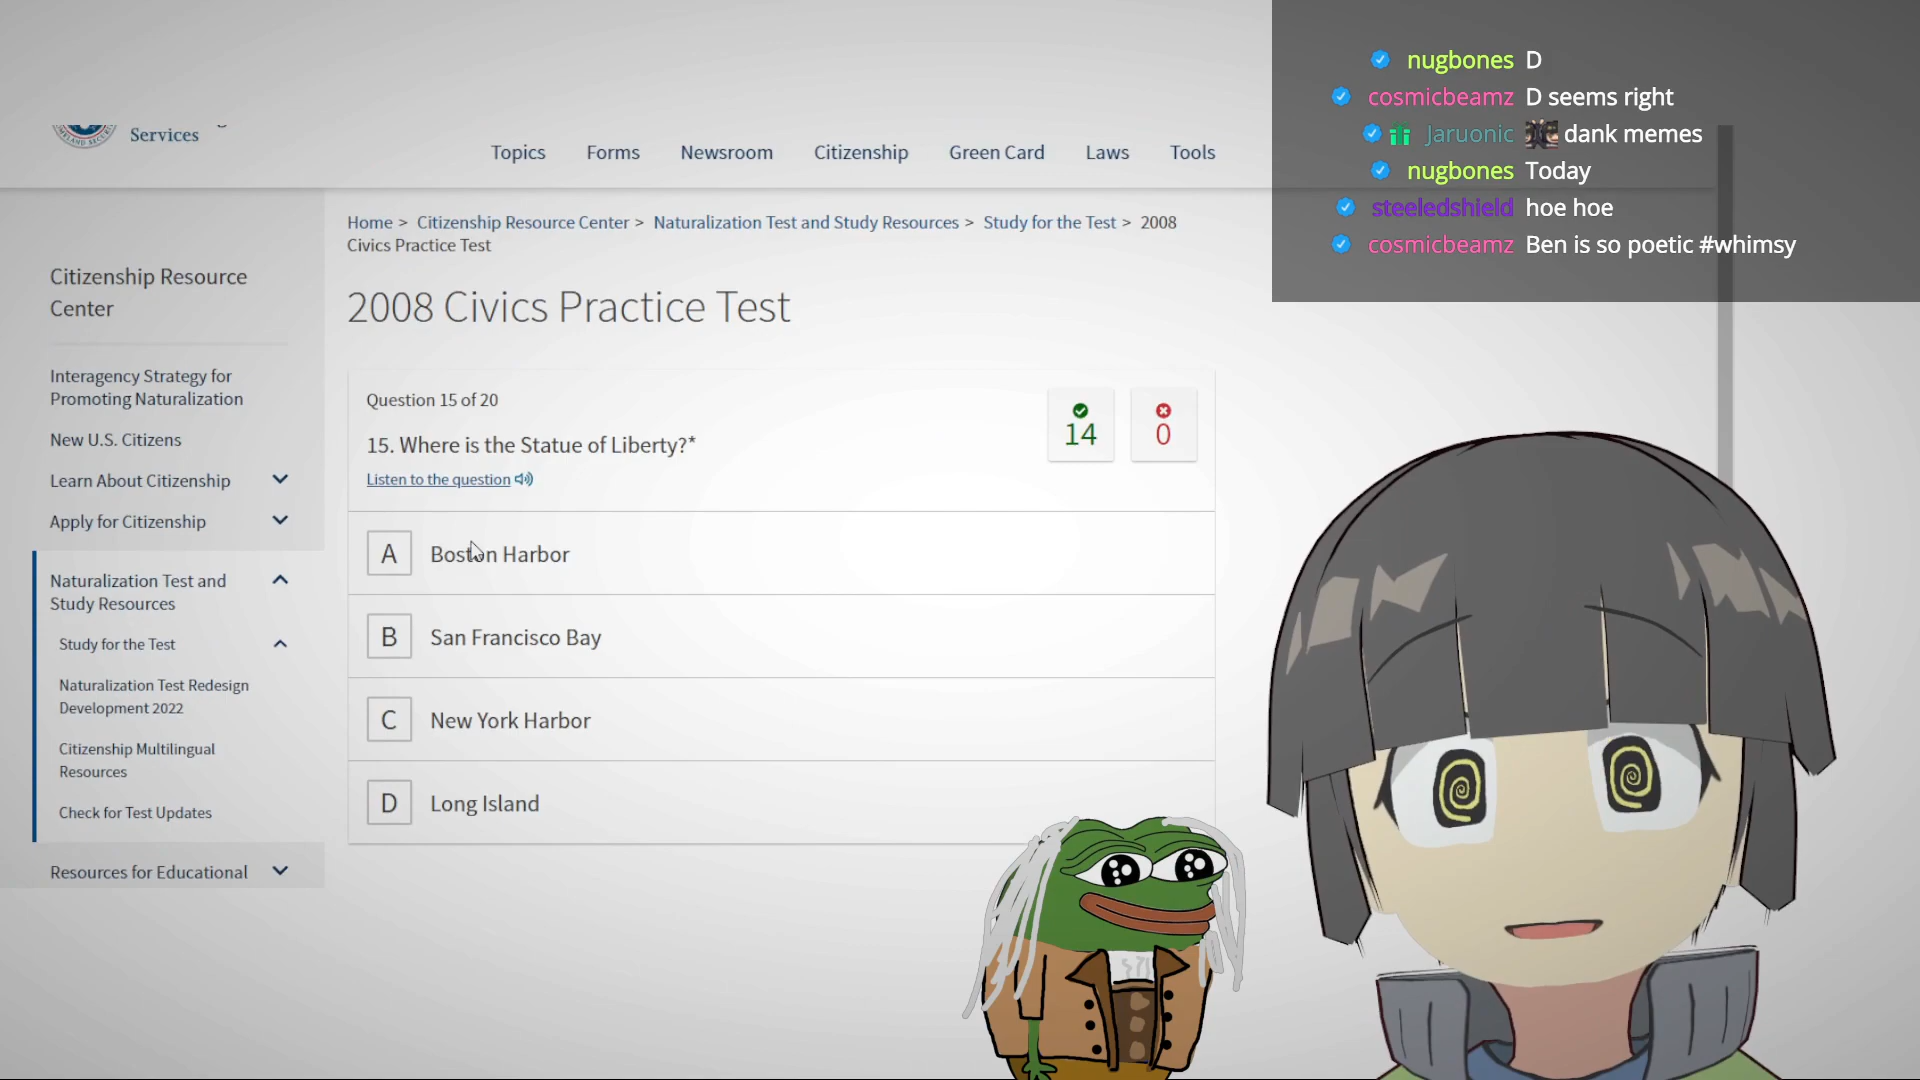 nugbones D
cosmicbeamz D seems right
Jaruonic dank memes
nugbones Today
steeledshield hoe hoe
cosmicbeamz Ben is so poetic #whimsy
Services
Topics Forms Newsroom Citizenship Green Card Laws Tools
Home > Citizenship Resource Center > Naturalization Test and Study Resources > Study for the Test > 2008
Civics Practice Test
Citizenship Resource
Center
Interagency Strategy for
Promoting Naturalization
New U.S. Citizens
Learn About Citizenship
Apply for Citizenship
Naturalization Test and
Study Resources
Study for the Test
Naturalization Test Redesign
Development 2022
Citizenship Multilingual
Resources
Check for Test Updates
Resources for Educational
2008 Civics Practice Test
Question 15 of 20
14 0
15. Where is the Statue of Liberty?*
Listen to the question
A Boston Harbor
B San Francisco Bay
C New York Harbor
D Long Island